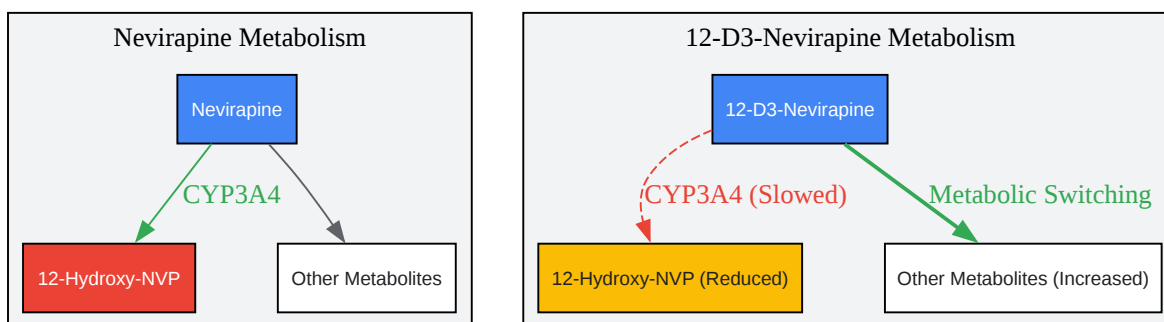 Nevirapine Metabolism
Nevirapine
CYP3A4
12-Hydroxy-NVP
Other Metabolites
12-D3-Nevirapine Metabolism
12-D3-Nevirapine
CYP3A4 (Slowed)
Metabolic Switching
12-Hydroxy-NVP (Reduced)
Other Metabolites (Increased)